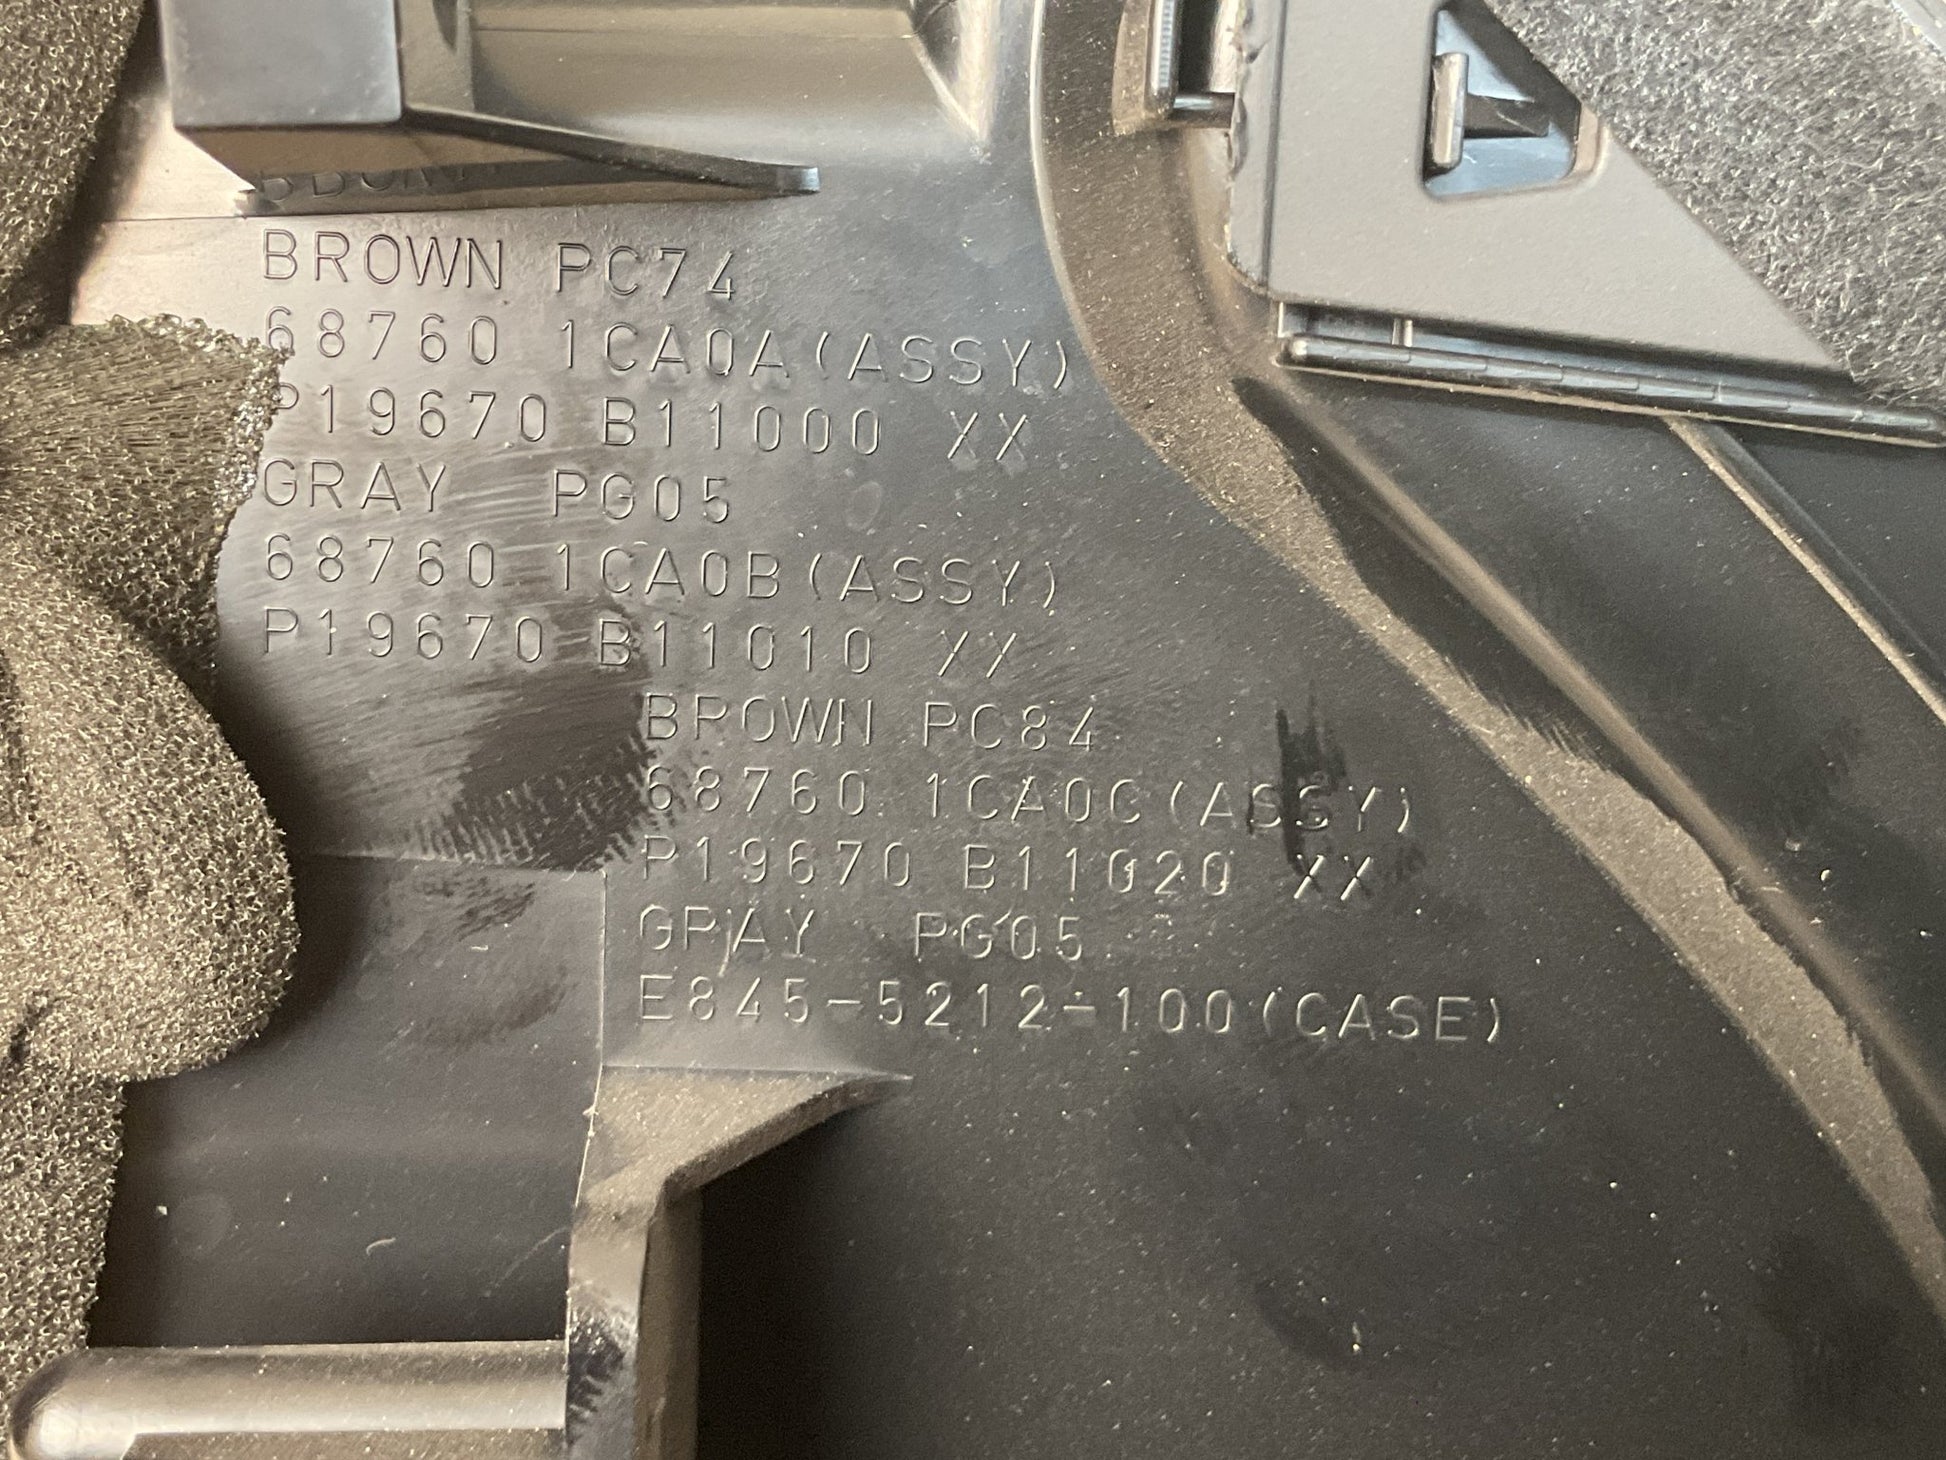 BROWN PC74
68760 1CA0A(ASSY)
P19670 B11000 XX
GRAY PG05
68760 1CA0B(ASSY)
P19670 B11010 XX
BROWN PC84
68760 1CA0C(ASSY)
P19670 B11020 XX
GRAY PG05
E845-5212-100(CASE)